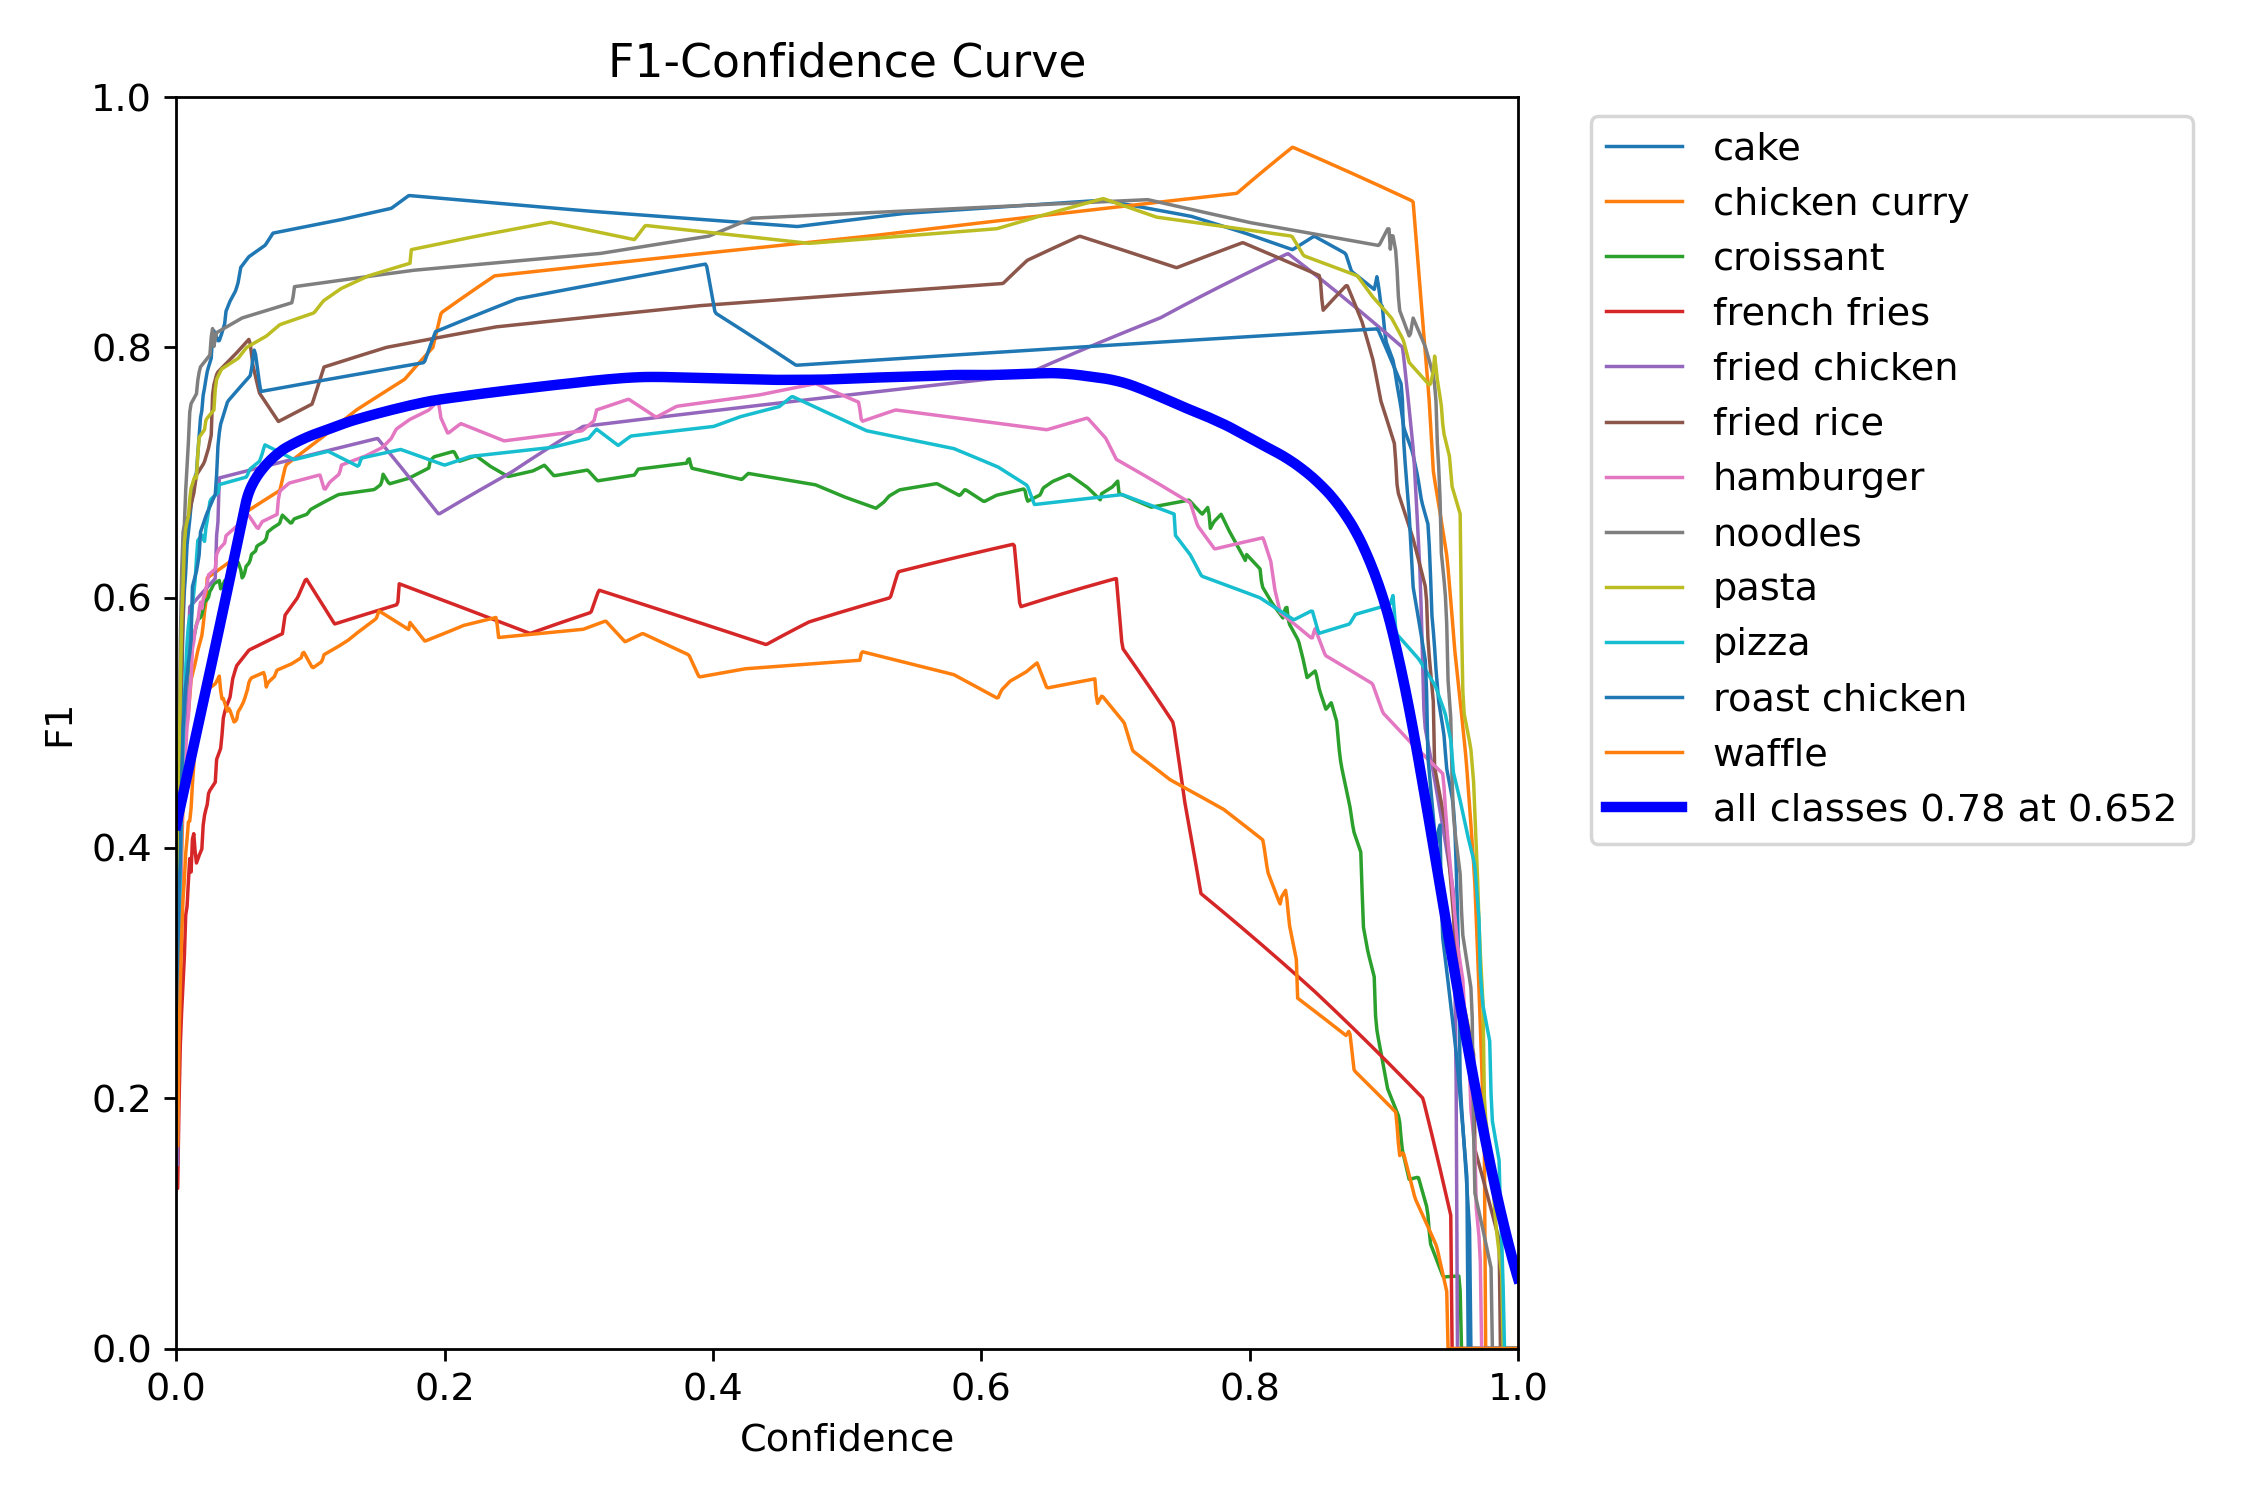 F1-Confidence Curve
1.0
0.8
0.6
0.4
0.2
0.0
F1
0.0 0.2 0.4 0.6 0.8 1.0
Confidence
cake
chicken curry
croissant
french fries
fried chicken
fried rice
hamburger
noodles
pasta
pizza
roast chicken
waffle
all classes 0.78 at 0.652